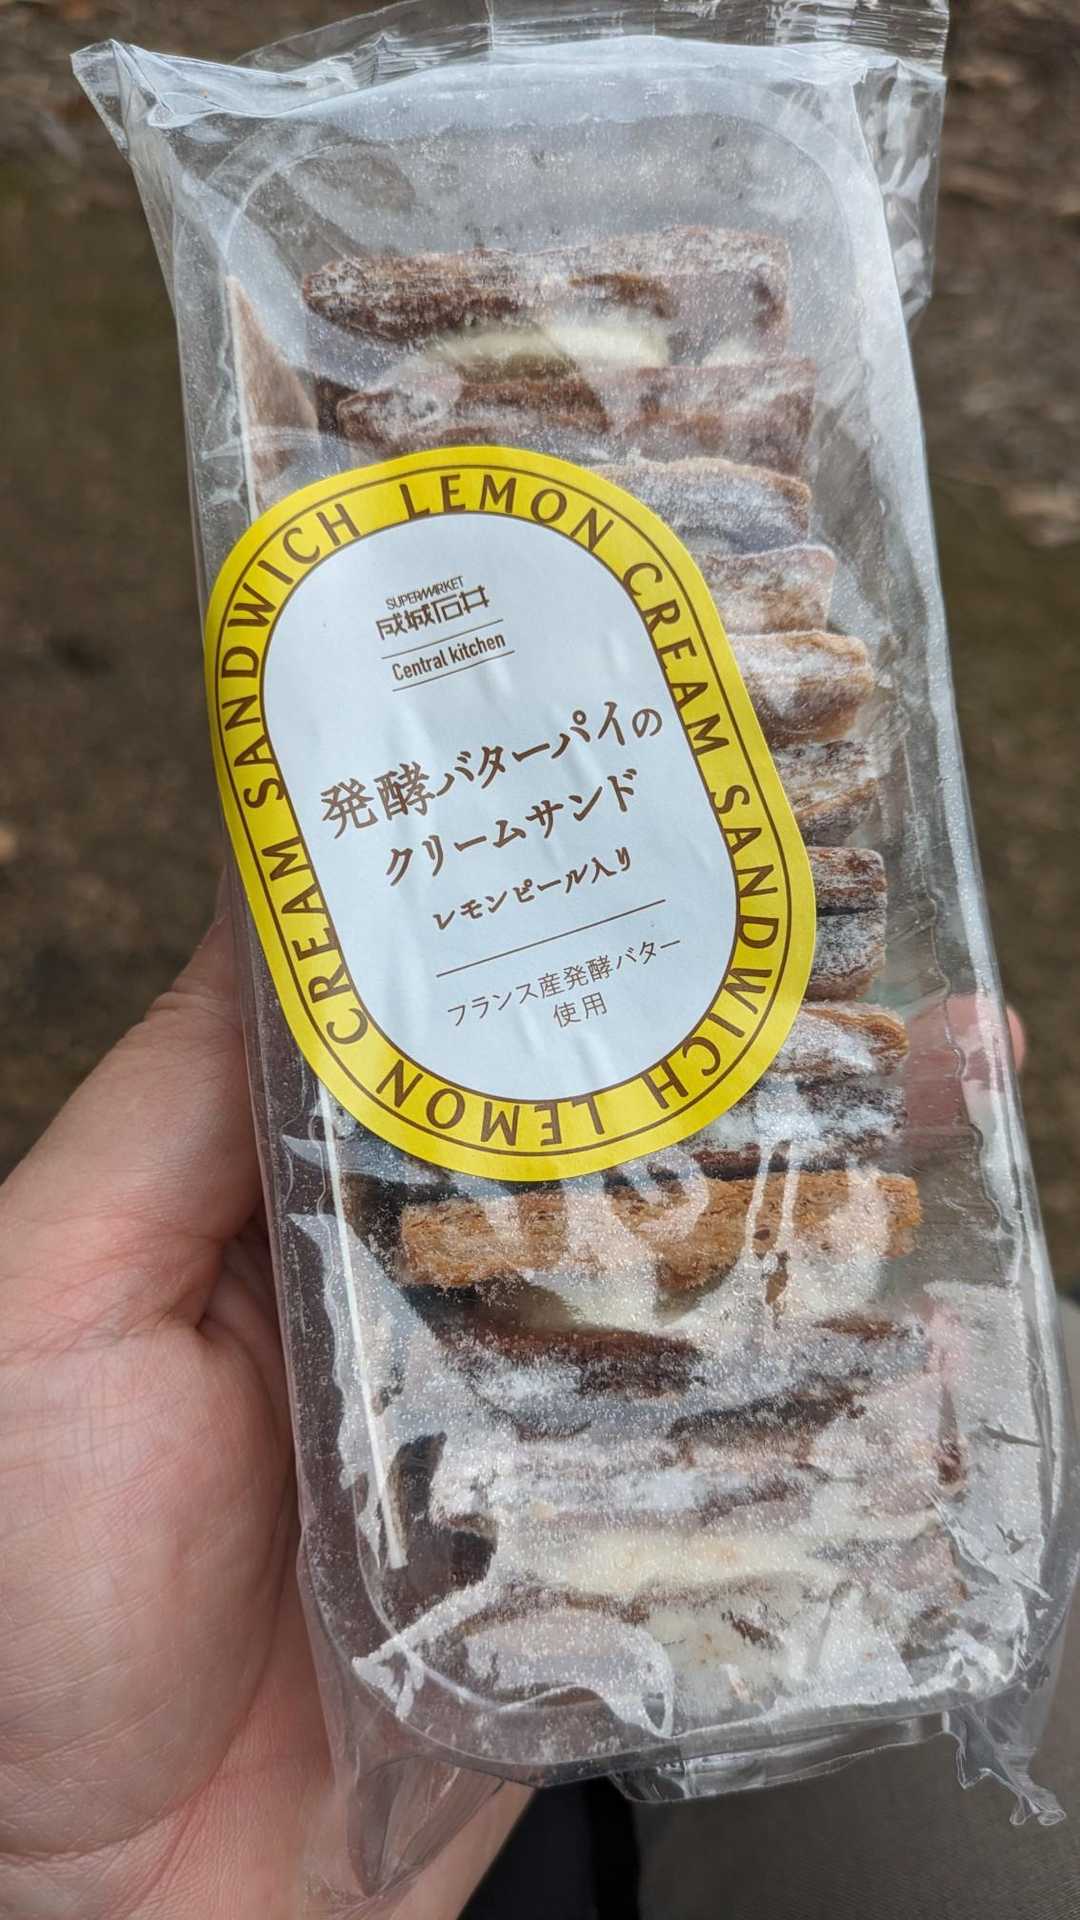 LEMON CREAM SANDWICH LEMON CREAM SANDWICH
SUPERMARKET
成城石井
Central kitchen
発酵バターパイの
クリームサンド
レモンピール入り
フランス産発酵バター
使用